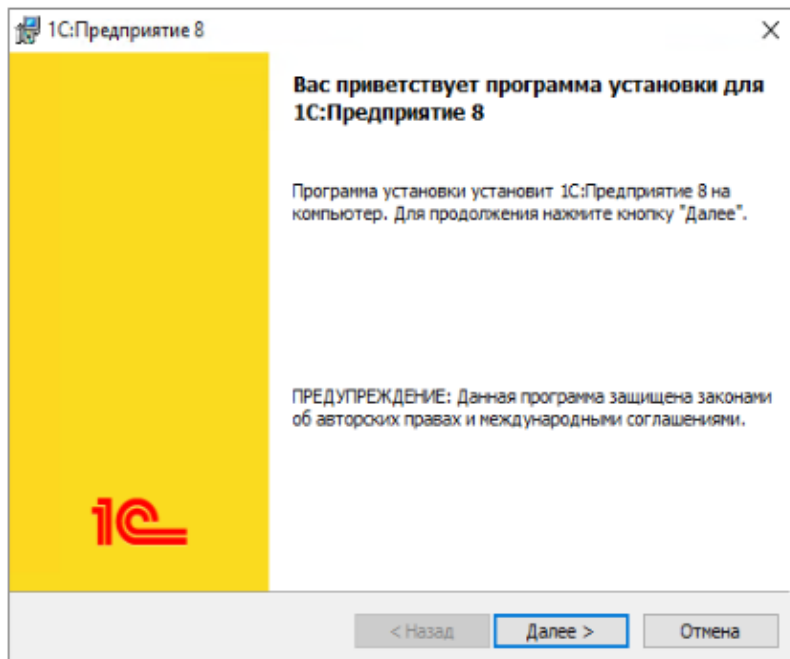 1С:Предприятие 8
Вас приветствует программа установки для
1С:Предприятие 8
Программа установки установит 1С:Предприятие 8 на
компьютер. Для продолжения нажмите кнопку "Далее".
ПРЕДУПРЕЖДЕНИЕ: Данная программа защищена законами
об авторских правах и международными соглашениями.
1С
< Назад
Далее >
Отмена